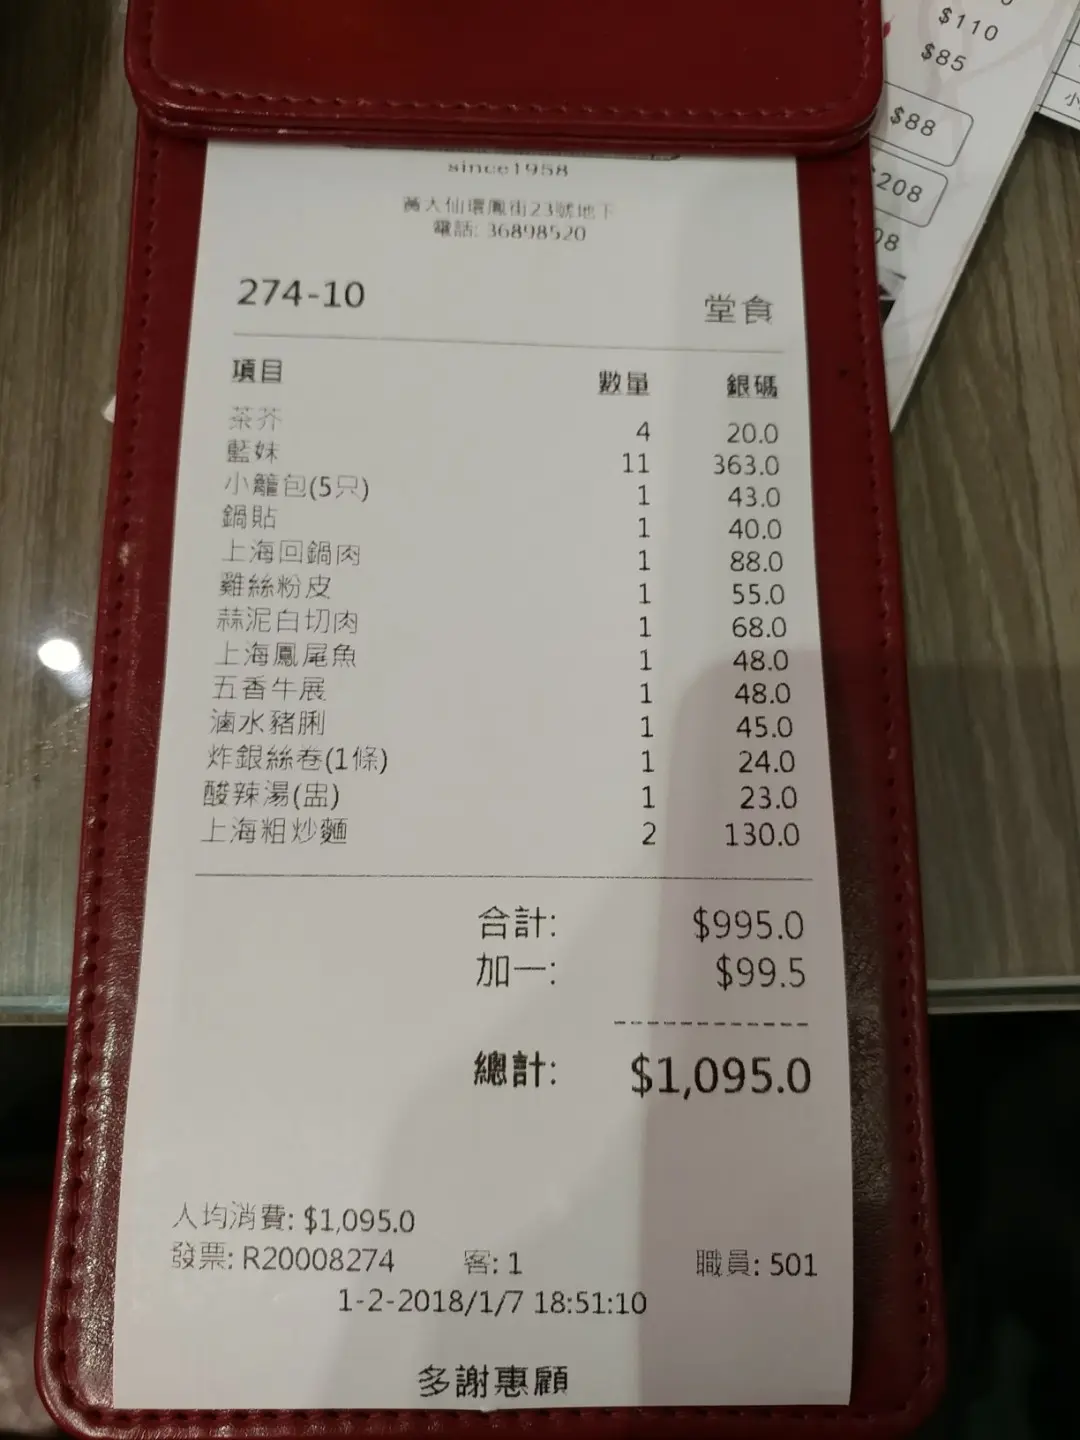 since1958
黃大仙環鳳街23號地下
電話: 36898520
274-10 堂食
項目 數量 銀碼
茶芥 4 20.0
藍妹 11 363.0
小籠包(5只) 1 43.0
鍋貼 1 40.0
上海回鍋肉 1 88.0
雞絲粉皮 1 55.0
蒜泥白切肉 1 68.0
上海鳳尾魚 1 48.0
五香牛展 1 48.0
滷水豬脷 1 45.0
炸銀絲卷(1條) 1 24.0
酸辣湯(盅) 1 23.0
上海粗炒麵 2 130.0
合計: $995.0
加一: $99.5
總計: $1,095.0
人均消費: $1,095.0
發票: R20008274 客: 1 職員: 501
1-2-2018/1/7 18:51:10
多謝惠顧
$110
$85
$88
208
08
小